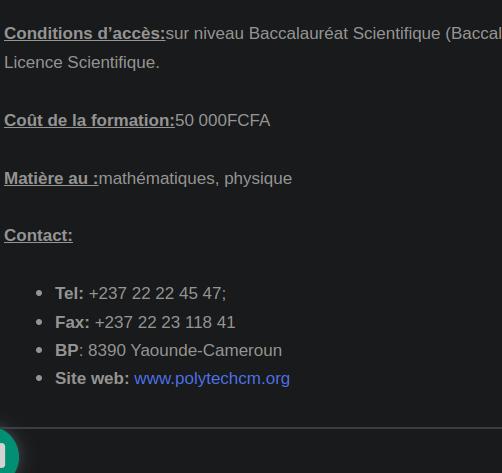 Conditions d'accès:sur niveau Baccalauréat Scientifique (Baccal
Licence Scientifique.
Coût de la formation:50 000FCFA
Matière au :mathématiques, physique
Contact:
Tel: +237 22 22 45 47;
Fax: +237 22 23 118 41
BP: 8390 Yaounde-Cameroun
Site web: www.polytechcm.org